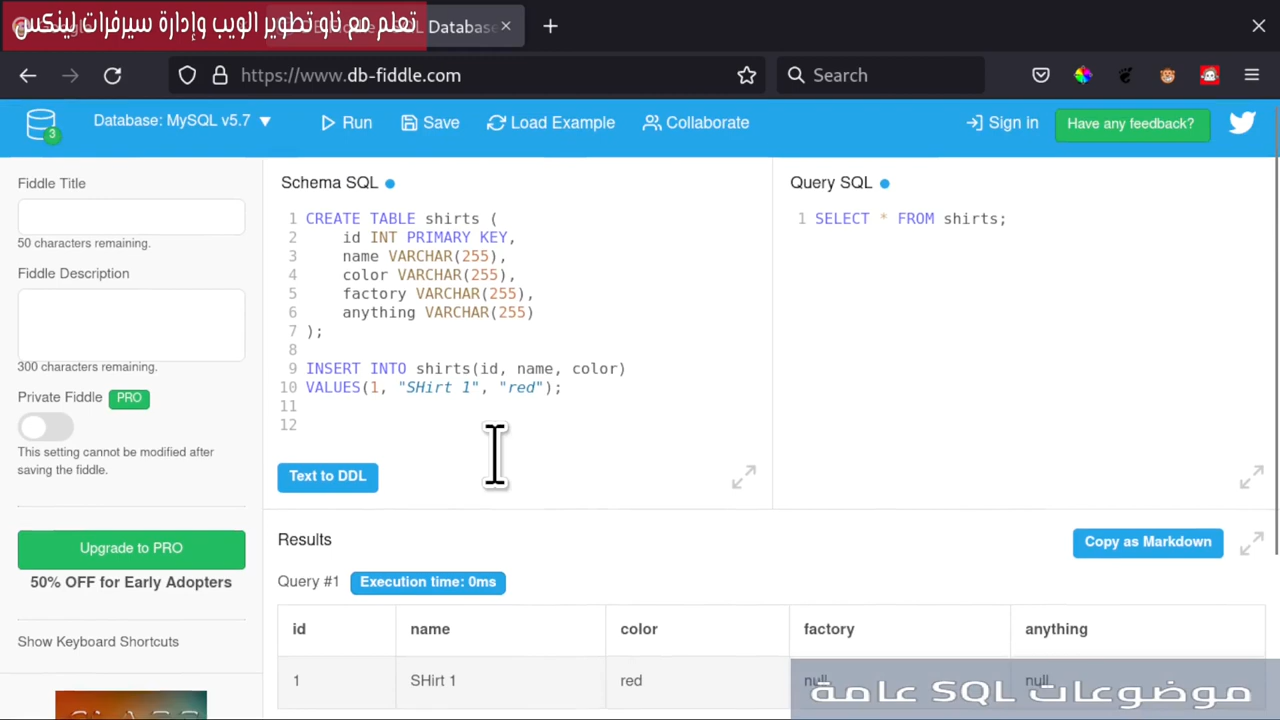 تعلم مع ناو تطوير الويب وإدارة سيرفرات لينكس
SQL Database
https://www.db-fiddle.com
Search
3
Database: MySQL v5.7
Run
Save
Load Example
Collaborate
Sign in
Have any feedback?
Fiddle Title
50 characters remaining.
Fiddle Description
300 characters remaining.
Private Fiddle PRO
This setting cannot be modified after
saving the fiddle.
Upgrade to PRO
50% OFF for Early Adopters
Show Keyboard Shortcuts
Schema SQL
1 CREATE TABLE shirts (
2 id INT PRIMARY KEY,
3 name VARCHAR(255),
4 color VARCHAR(255),
5 factory VARCHAR(255),
6 anything VARCHAR(255)
7 );
8
9 INSERT INTO shirts(id, name, color)
10 VALUES(1, "SHirt 1", "red");
11
12
Text to DDL
Query SQL
1 SELECT * FROM shirts;
Results
Copy as Markdown
Query #1 Execution time: 0ms
id name color factory anything
1 SHirt 1 red null null
موضوعات SQL عامة